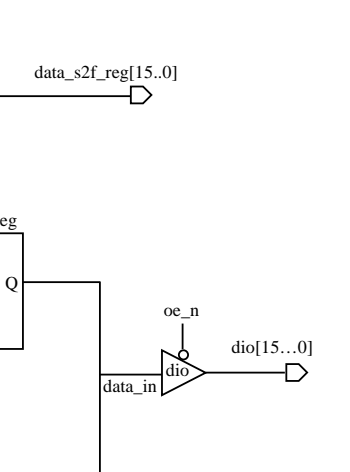 data_s2f_reg[15..0]
eg
Q
oe_n
dio[15…0]
dio
data_in